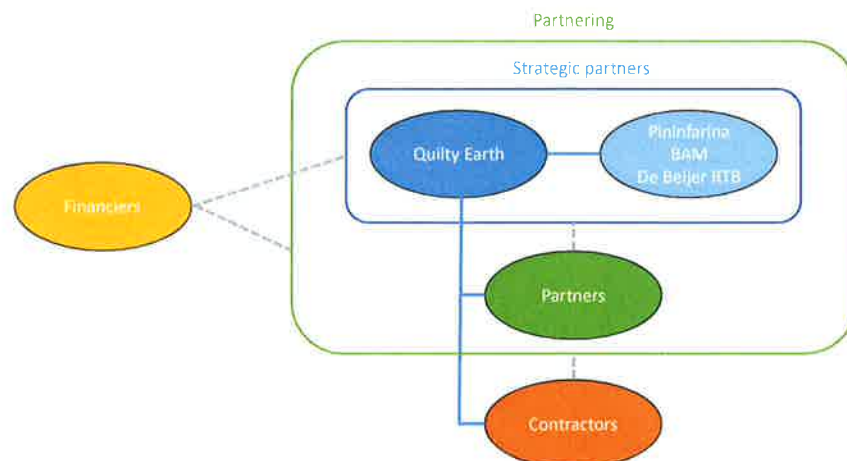 Partnering
Strategic partners
Quilty Earth
Pininfarina
BAM
De Beijer RTB
Financiers
Partners
Contractors